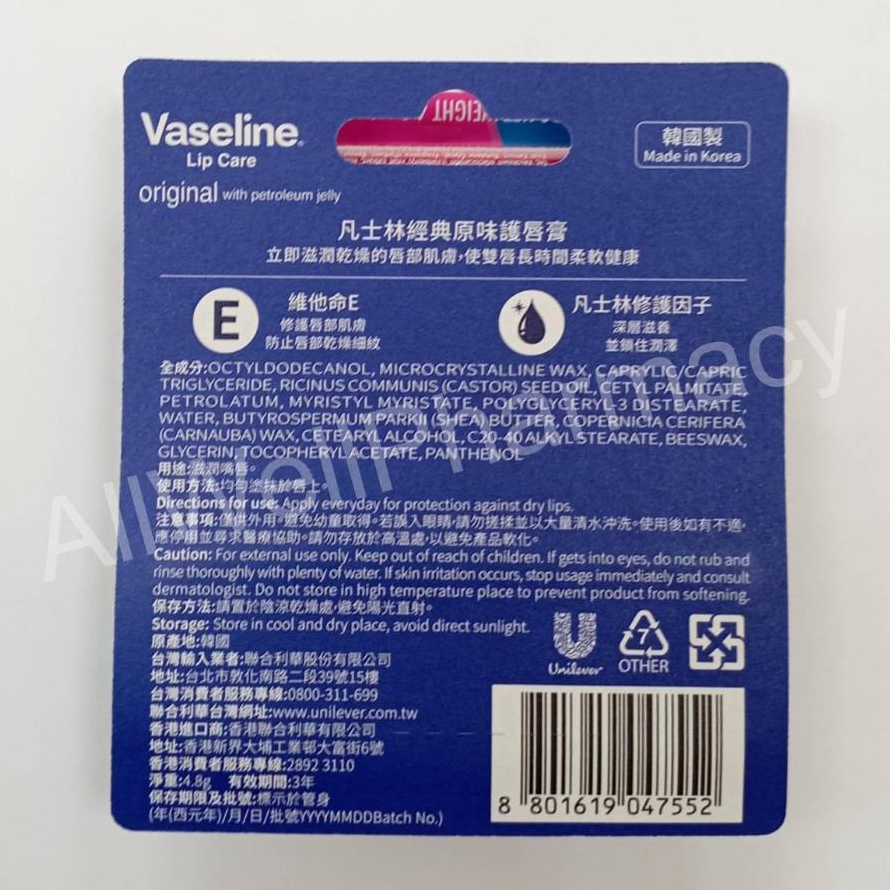 WEIGHT
Vaseline®
Lip Care
original with petroleum jelly
韓國製
Made in Korea
凡士林經典原味護唇膏
立即滋潤乾燥的唇部肌膚,使雙唇長時間柔軟健康
E
維他命E
修護唇部肌膚
防止唇部乾燥細紋
凡士林修護因子
深層滋養
並鎖住潤澤
全成分:OCTYLDODECANOL, MICROCRYSTALLINE WAX, CAPRYLIC/CAPRIC
TRIGLYCERIDE, RICINUS COMMUNIS (CASTOR) SEED OIL, CETYL PALMITATE,
PETROLATUM, MYRISTYL MYRISTATE, POLYGLYCERYL-3 DISTEARATE,
WATER, BUTYROSPERMUM PARKII (SHEA) BUTTER, COPERNICIA CERIFERA
(CARNAUBA) WAX, CETEARYL ALCOHOL, C20-40 ALKYL STEARATE, BEESWAX,
GLYCERIN, TOCOPHERYL ACETATE, PANTHENOL
用途:滋潤嘴唇。
使用方法:均勻塗抹於唇上。
Directions for use: Apply everyday for protection against dry lips.
注意事項:僅供外用。避免幼童取得。若誤入眼睛,請勿搓揉並以大量清水沖洗。使用後如有不適,
應停用並尋求醫療協助。請勿存放於高溫處,以避免產品軟化。
Caution: For external use only. Keep out of reach of children. If gets into eyes, do not rub and
rinse thoroughly with plenty of water. If skin irritation occurs, stop usage immediately and consult
dermatologist. Do not store in high temperature place to prevent product from softening.
保存方法:請置於陰涼乾燥處,避免陽光直射。
Storage: Store in cool and dry place, avoid direct sunlight.
原產地:韓國
台灣輸入業者:聯合利華股份有限公司
地址:台北市敦化南路二段39號15樓
台灣消費者服務專線:0800-311-699
聯合利華台灣網址:www.unilever.com.tw
香港進口商:香港聯合利華有限公司
地址:香港新界大埔工業邨大富街6號
香港消費者服務專線:2892 3110
淨重:4.8g 有效期間:3年
保存期限及批號:標示於管身
(年(西元年)/月/日/批號YYYYMMDDBatch No.)
Unilever
7
OTHER
8 801619 047552
AllWellPharmacy